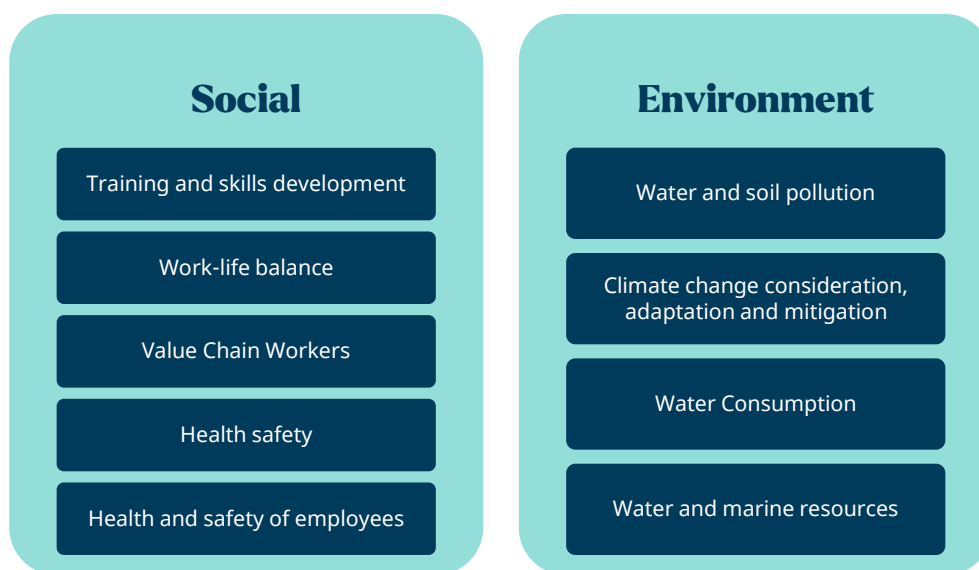 Social
Training and skills development
Work-life balance
Value Chain Workers
Health safety
Health and safety of employees
Environment
Water and soil pollution
Climate change consideration,
adaptation and mitigation
Water Consumption
Water and marine resources